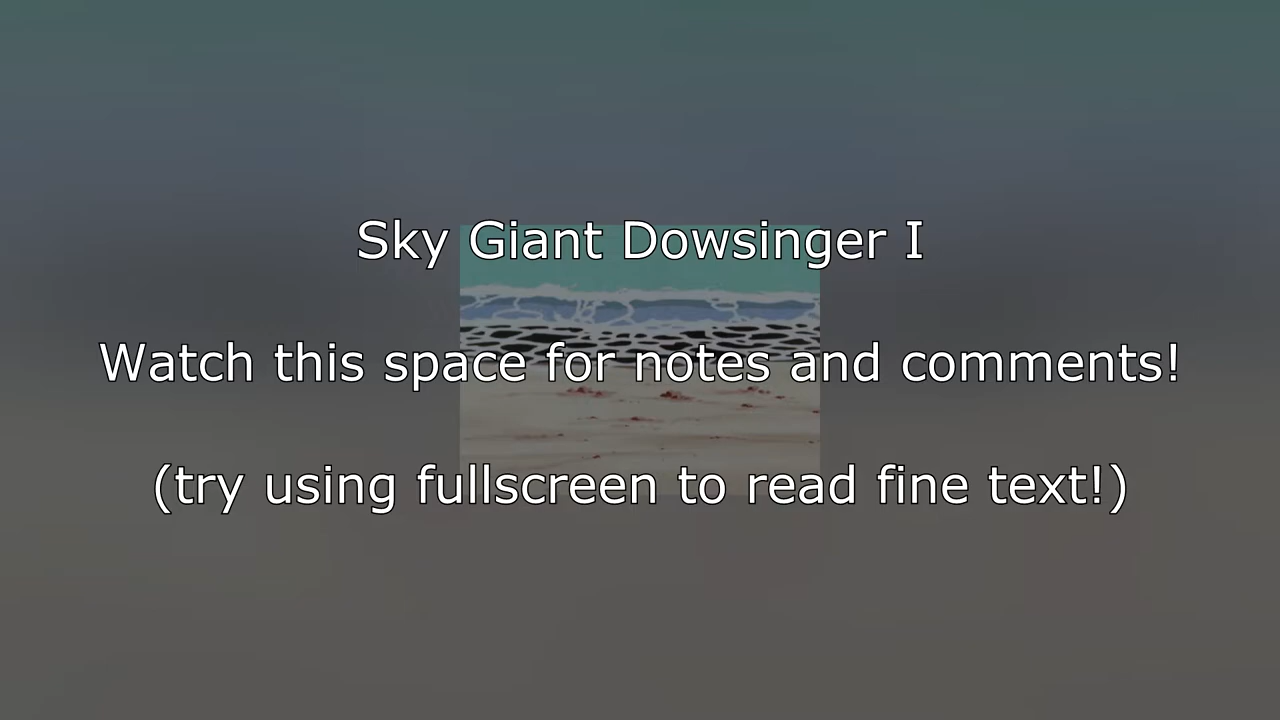 Sky Giant Dowsinger I
Watch this space for notes and comments!
(try using fullscreen to read fine text!)